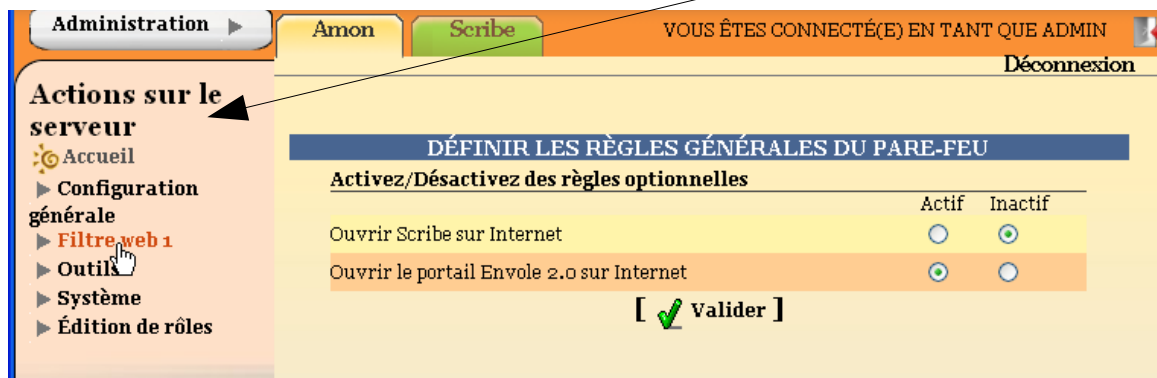 Administration
Amon
Scribe
VOUS ÊTES CONNECTÉ(E) EN TANT QUE ADMIN
Déconnexion
Actions sur le
serveur
Accueil
Configuration
générale
Filtre web 1
Outils
Système
Édition de rôles
DÉFINIR LES RÈGLES GÉNÉRALES DU PARE-FEU
Activez/Désactivez des règles optionnelles
Actif Inactif
Ouvrir Scribe sur Internet
Ouvrir le portail Envole 2.0 sur Internet
[ Valider ]